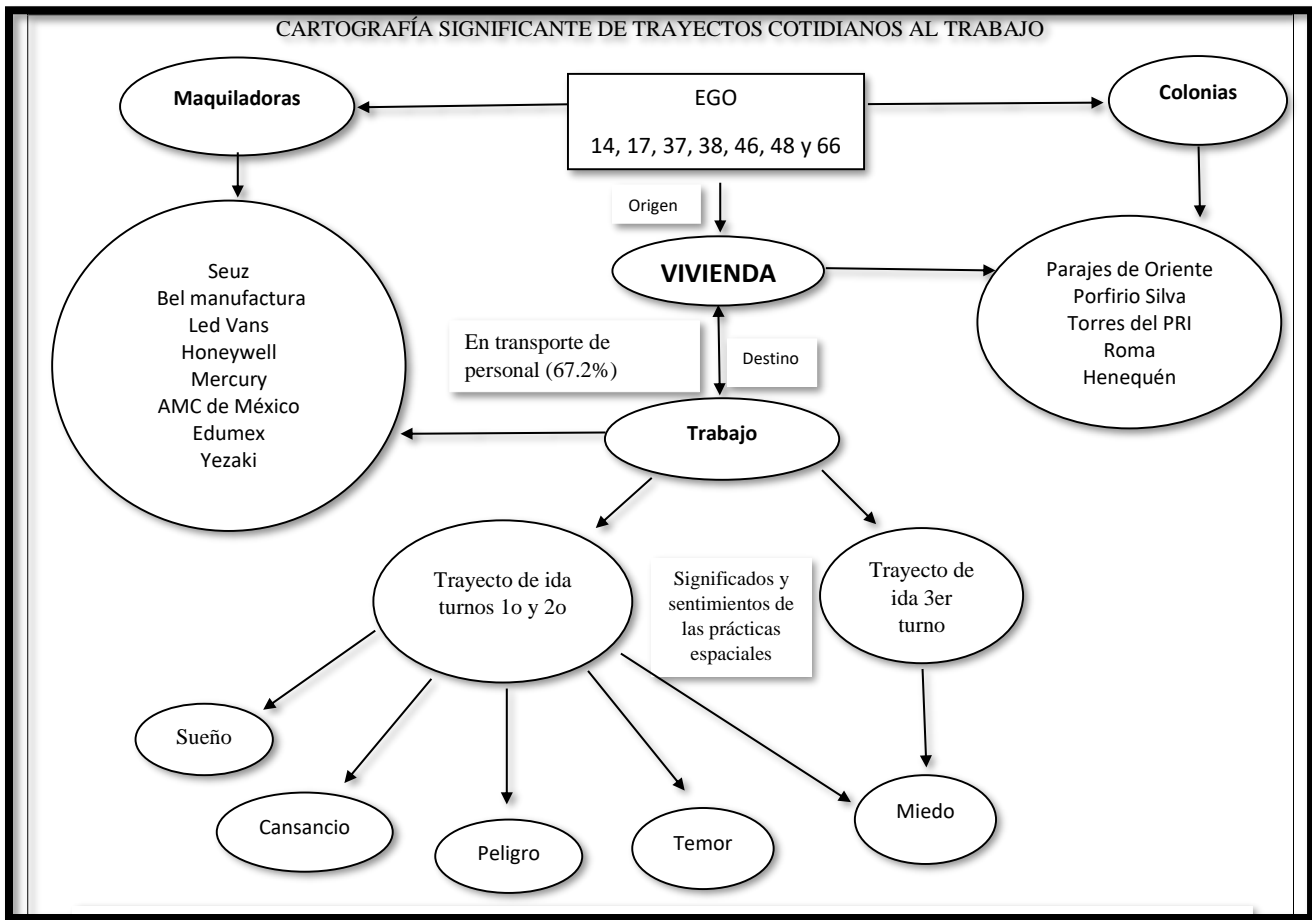 CARTOGRAFÍA SIGNIFICANTE DE TRAYECTOS COTIDIANOS AL TRABAJO
Maquiladoras
EGO
14, 17, 37, 38, 46, 48 y 66
Colonias
Origen
VIVIENDA
Seuz
Bel manufactura
Led Vans
Honeywell
Mercury
AMC de México
Edumex
Yezaki
Parajes de Oriente
Porfirio Silva
Torres del PRI
Roma
Henequén
En transporte de
personal (67.2%)
Destino
Trabajo
Trayecto de ida
turnos 1o y 2o
Significados y
sentimientos de
las prácticas
espaciales
Trayecto de
ida 3er
turno
Sueño
Cansancio
Peligro
Temor
Miedo